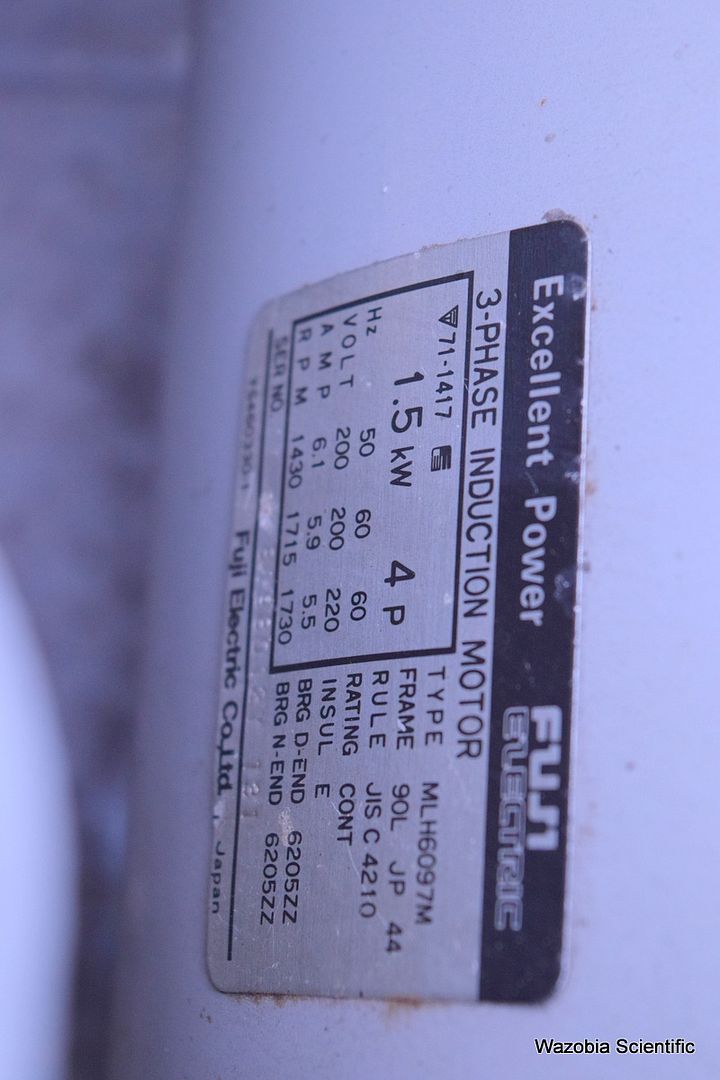 Excellent Power FUJI ELECTRIC
3-PHASE INDUCTION MOTOR
71-1417
1.5 kW 4 P
Hz 50 60 60
VOLT 200 200 220
AMP 6.1 5.9 5.5
RPM 1430 1715 1730
TYPE MLH6097M
FRAME 90L JP 44
RULE JIS C 4210
RATING CONT
INSUL E
BRG D-END 6205ZZ
BRG N-END 6205ZZ
SER NO.
Fuji Electric Co., Ltd. Japan
Wazobia Scientific